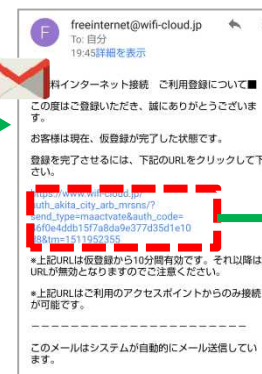 F
freeinternet@wifi-cloud.jp
To: 自分
19:45詳細を表示
料インターネット接続 ご利用登録について■
この度はご登録いただき、誠にありがとうございま
す。
お客様は現在、仮登録が完了した状態です。
登録を完了させるには、下記のURLをクリックして下
さい。
https://www.wifi-cloud.jp/
auth_akita_city_arb_mrsns/?
send_type=maactvate&auth_code=
46f0e4ddb15f7a8da9e377d35d1e10
d8&tm=1511952355
*上記URLは仮登録から10分間有効です。それ以降は
URLが無効となりますのでご注意ください。
*上記URLはご利用のアクセスポイントからのみ接続
が可能です。
－－－－－－－－－－－－－－－－－－－－
このメールはシステムが自動的にメール送信してい
ます。